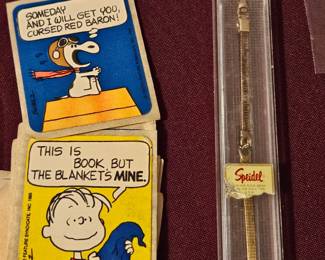 SOMEDAY
AND I WILL GET YOU,
CURSED RED BARON!
THIS IS
BOOK, BUT
THE BLANKET'S MINE.
Speidel